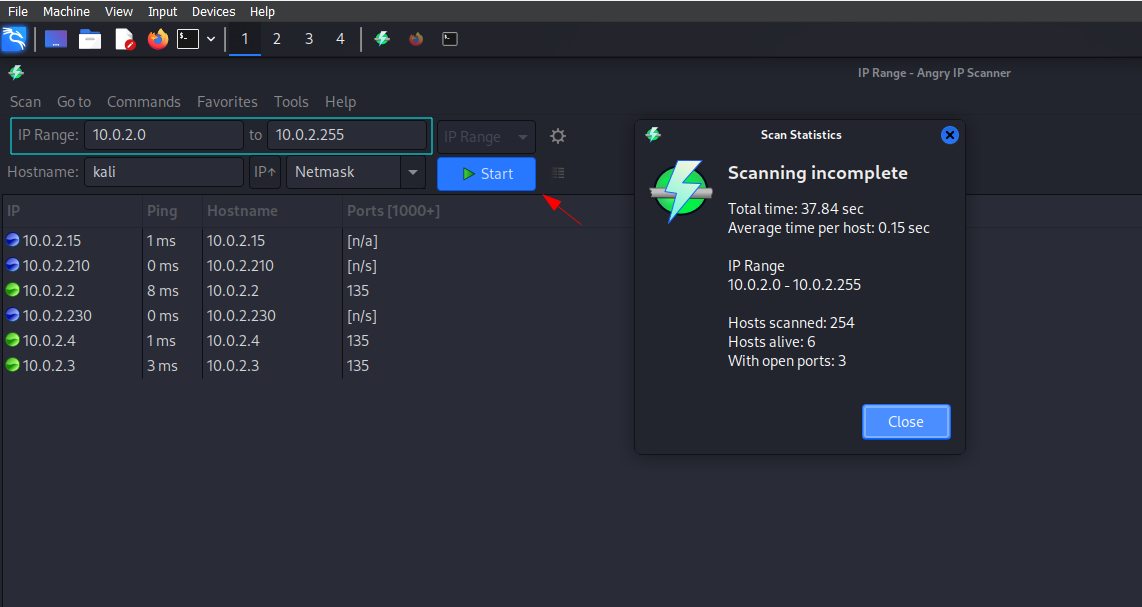 File Machine View Input Devices Help
1 2 3 4
IP Range - Angry IP Scanner
Scan Go to Commands Favorites Tools Help
IP Range: 10.0.2.0 to 10.0.2.255 IP Range
Hostname: kali IP↑ Netmask Start
IP Ping Hostname Ports [1000+]
10.0.2.15 1 ms 10.0.2.15 [n/a]
10.0.2.210 0 ms 10.0.2.210 [n/s]
10.0.2.2 8 ms 10.0.2.2 135
10.0.2.230 0 ms 10.0.2.230 [n/s]
10.0.2.4 1 ms 10.0.2.4 135
10.0.2.3 3 ms 10.0.2.3 135
Scan Statistics
Scanning incomplete
Total time: 37.84 sec
Average time per host: 0.15 sec
IP Range
10.0.2.0 - 10.0.2.255
Hosts scanned: 254
Hosts alive: 6
With open ports: 3
Close